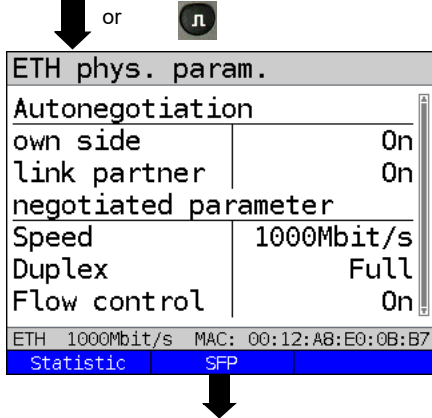 or
ETH phys. param.
Autonegotiation
own side On
link partner On
negotiated parameter
Speed 1000Mbit/s
Duplex Full
Flow control On
ETH 1000Mbit/s MAC: 00:12:A8:E0:0B:B7
Statistic SFP